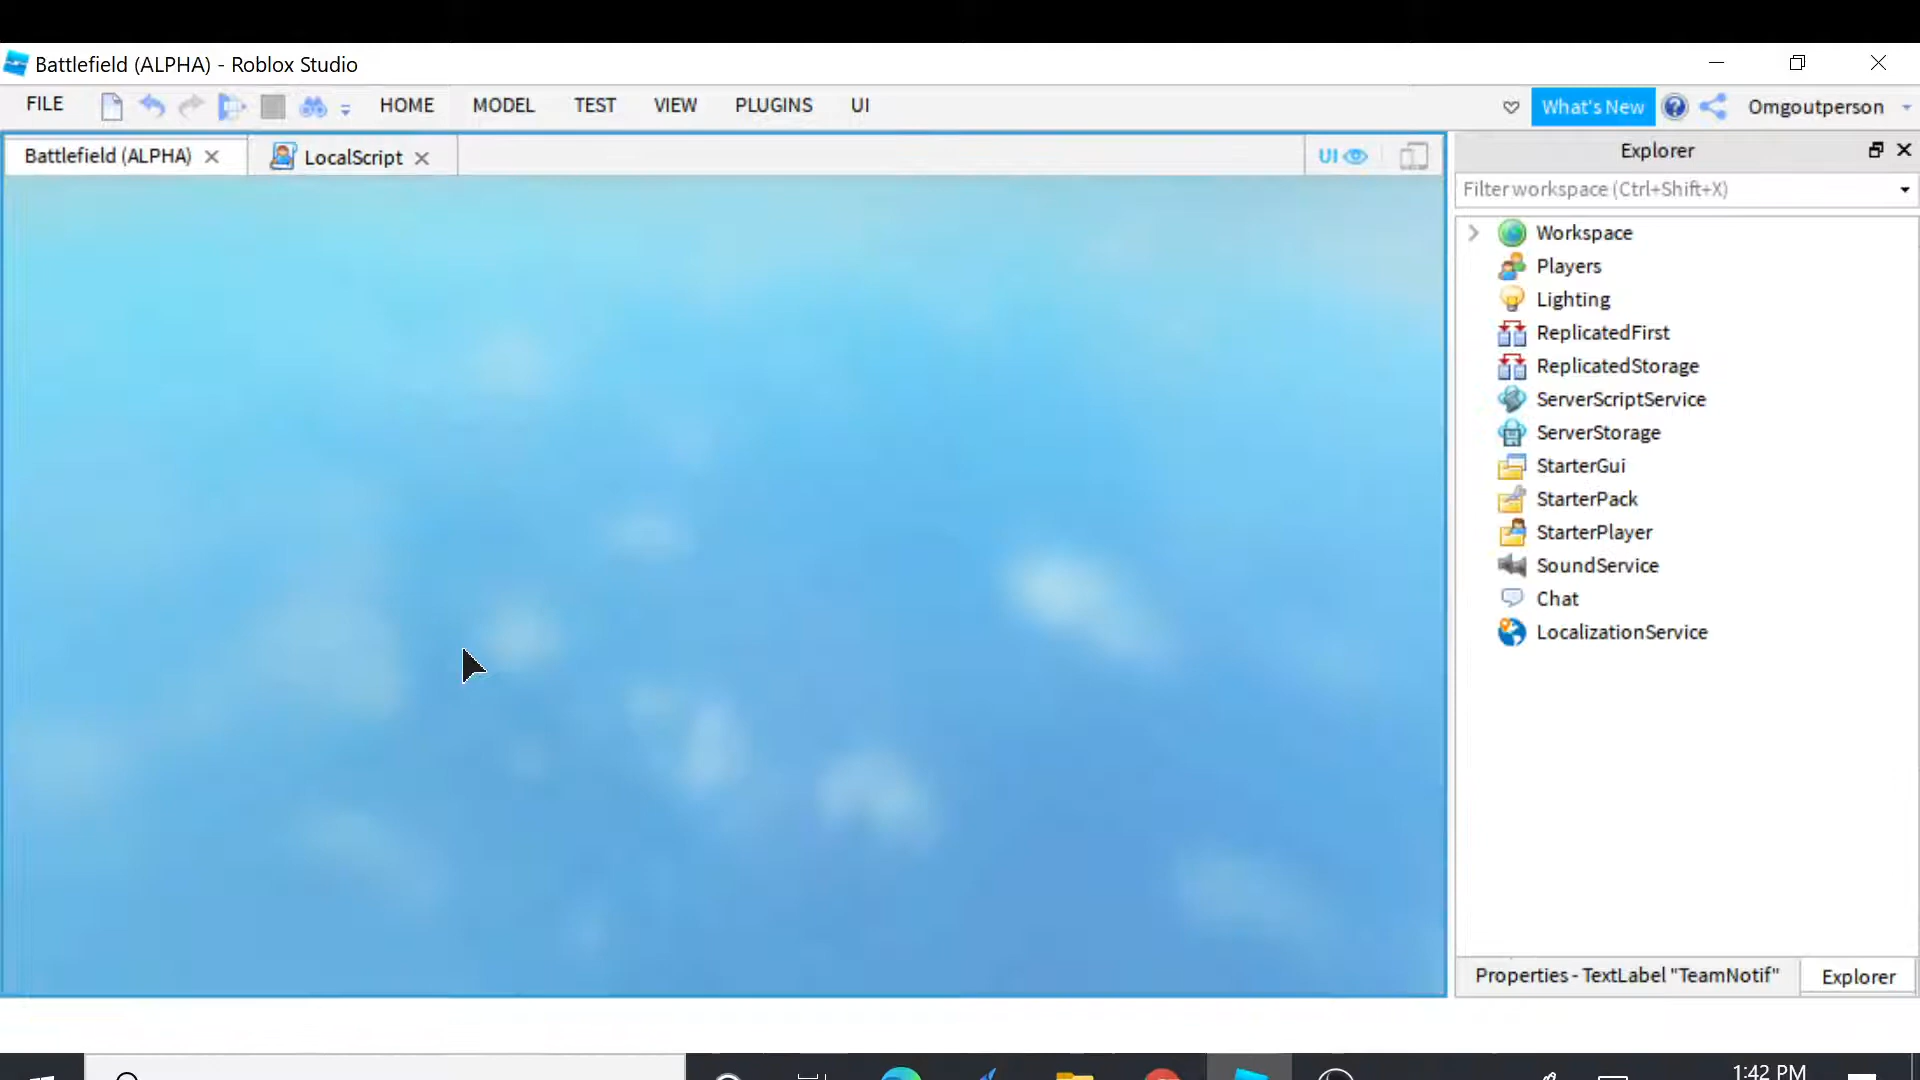 Battlefield (ALPHA) - Roblox Studio
FILE HOME MODEL TEST VIEW PLUGINS UI What's New Omgoutperson
Battlefield (ALPHA) LocalScript UI
Explorer
Filter workspace (Ctrl+Shift+X)
Workspace
Players
Lighting
ReplicatedFirst
ReplicatedStorage
ServerScriptService
ServerStorage
StarterGui
StarterPack
StarterPlayer
SoundService
Chat
LocalizationService
Properties - TextLabel "TeamNotif" Explorer
1:42 PM